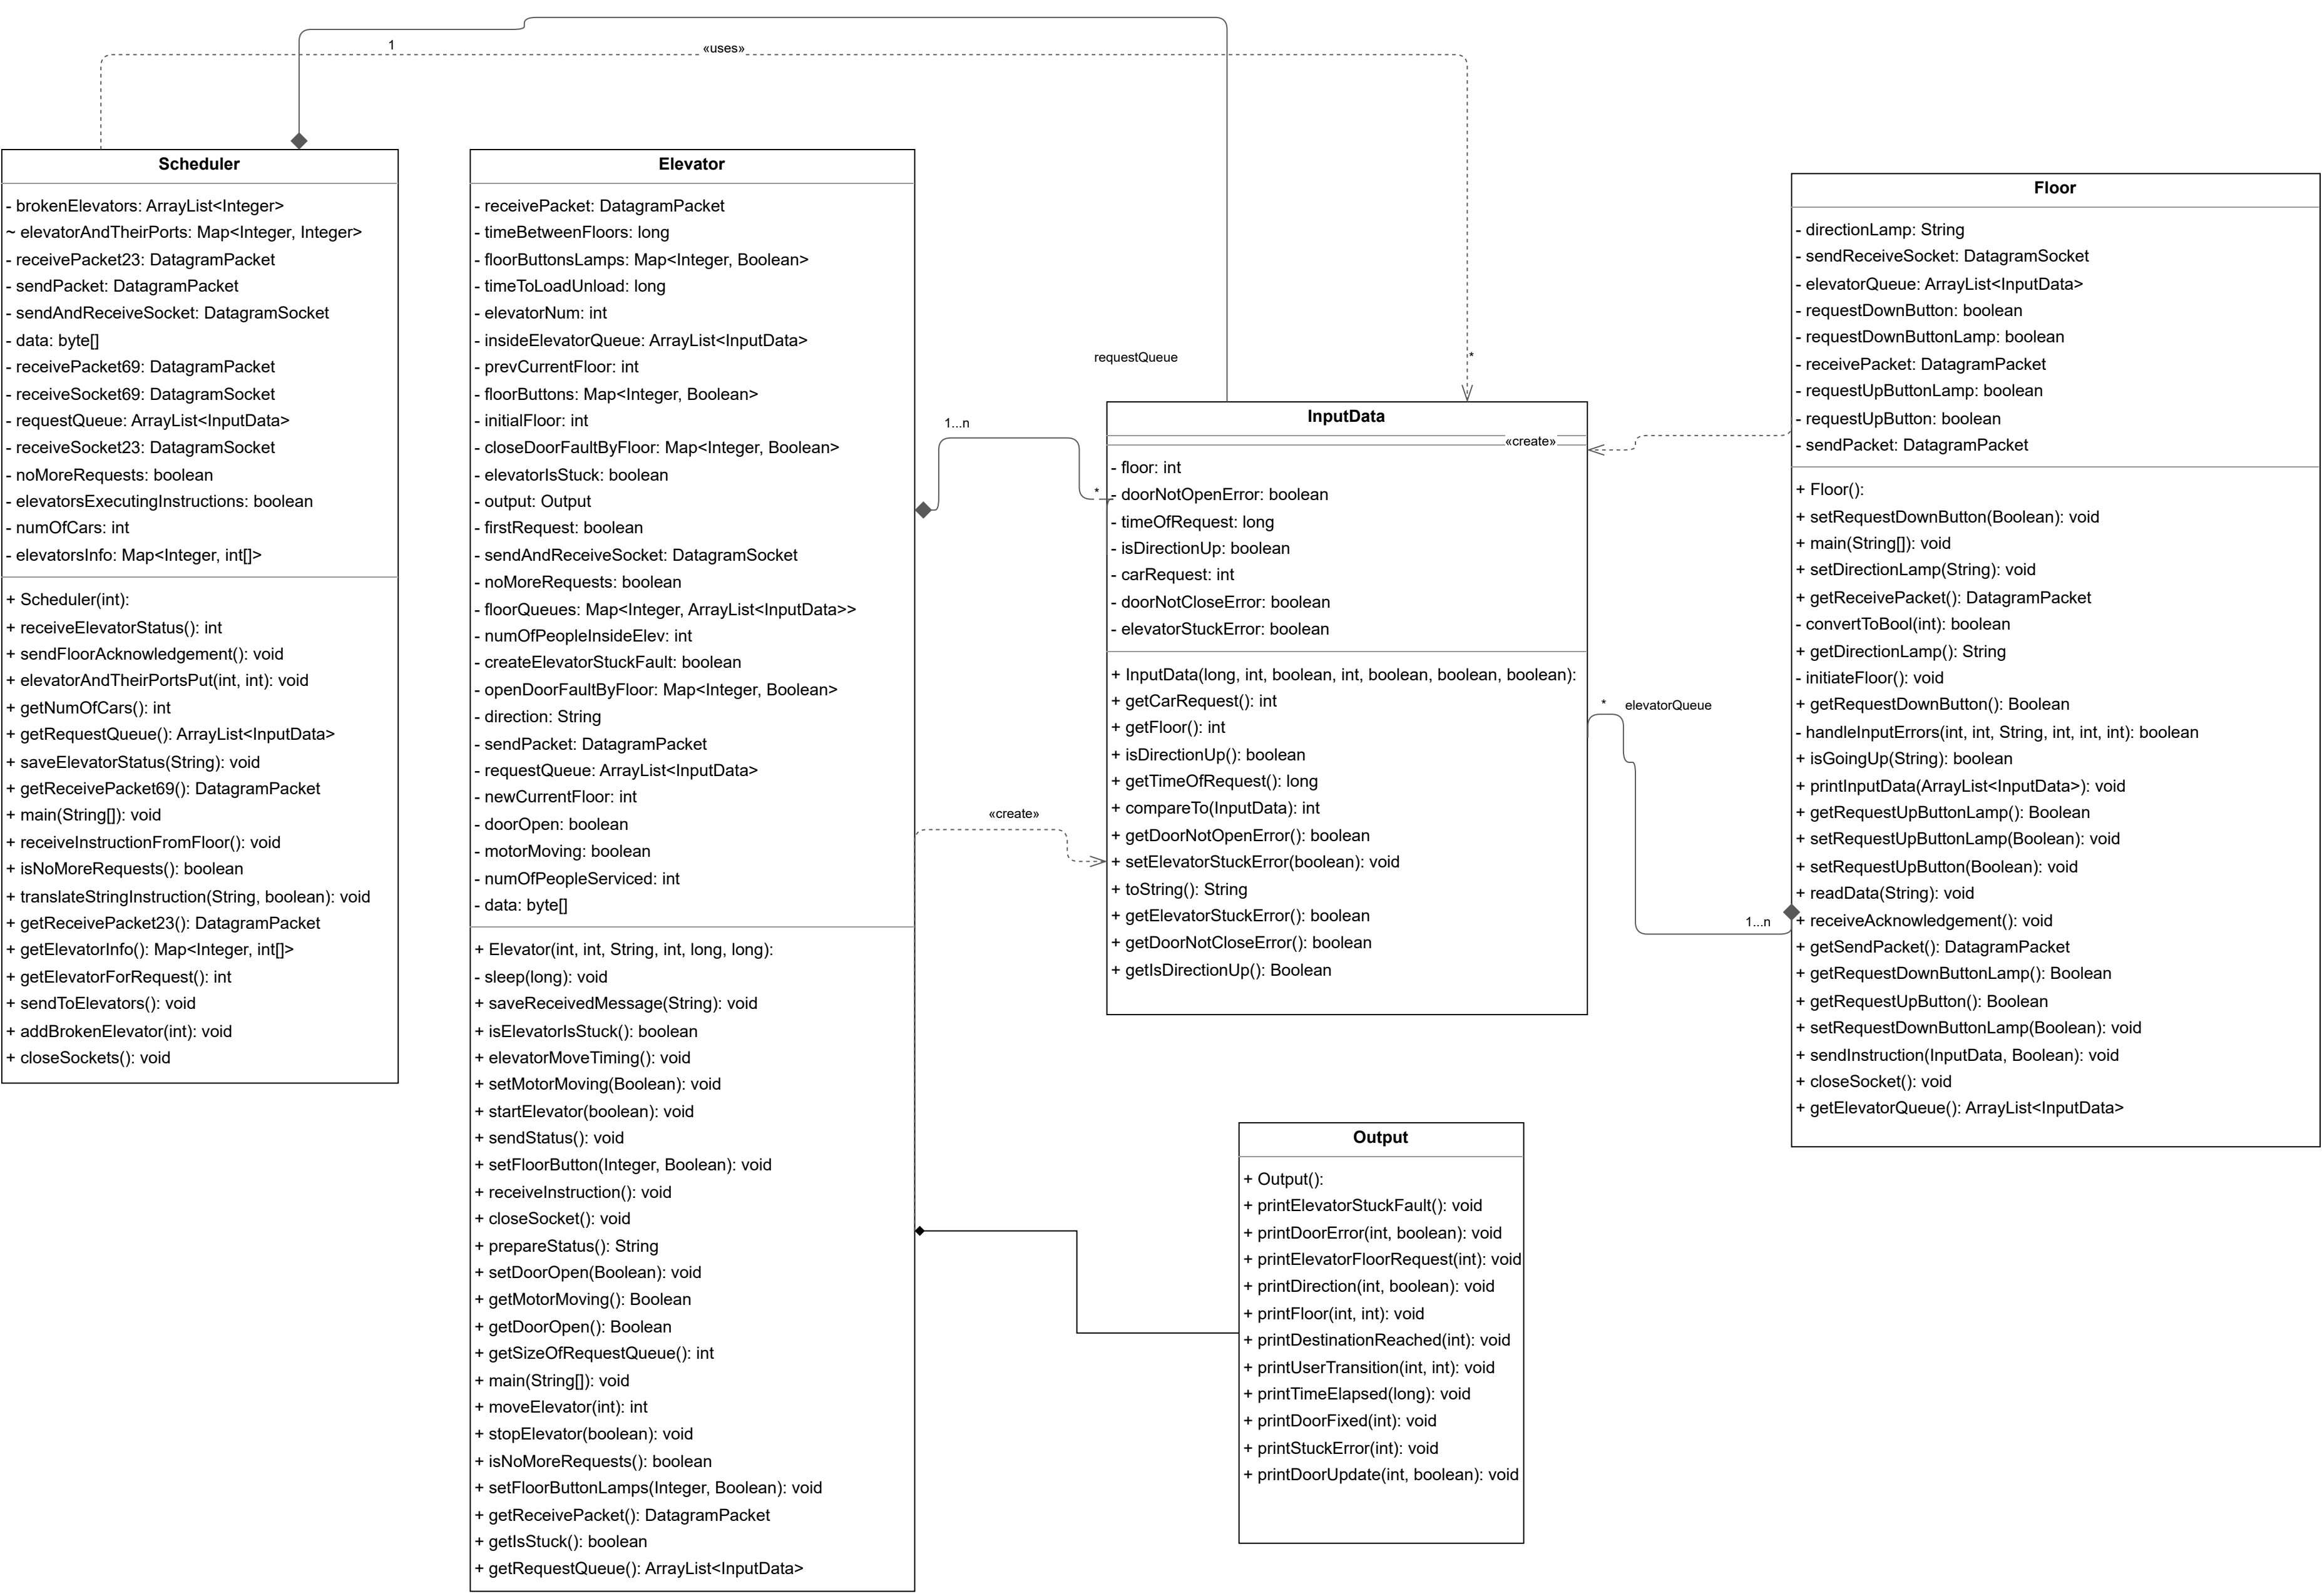 1
«uses»
Scheduler
- brokenElevators: ArrayList<Integer>
~ elevatorAndTheirPorts: Map<Integer, Integer>
- receivePacket23: DatagramPacket
- sendPacket: DatagramPacket
- sendAndReceiveSocket: DatagramSocket
- data: byte[]
- receivePacket69: DatagramPacket
- receiveSocket69: DatagramSocket
- requestQueue: ArrayList<InputData>
- receiveSocket23: DatagramSocket
- noMoreRequests: boolean
- elevatorsExecutingInstructions: boolean
- numOfCars: int
- elevatorsInfo: Map<Integer, int[]>
+ Scheduler(int):
+ receiveElevatorStatus(): int
+ sendFloorAcknowledgement(): void
+ elevatorAndTheirPortsPut(int, int): void
+ getNumOfCars(): int
+ getRequestQueue(): ArrayList<InputData>
+ saveElevatorStatus(String): void
+ getReceivePacket69(): DatagramPacket
+ main(String[]): void
+ receiveInstructionFromFloor(): void
+ isNoMoreRequests(): boolean
+ translateStringInstruction(String, boolean): void
+ getReceivePacket23(): DatagramPacket
+ getElevatorInfo(): Map<Integer, int[]>
+ getElevatorForRequest(): int
+ sendToElevators(): void
+ addBrokenElevator(int): void
+ closeSockets(): void
Elevator
- receivePacket: DatagramPacket
- timeBetweenFloors: long
- floorButtonsLamps: Map<Integer, Boolean>
- timeToLoadUnload: long
- elevatorNum: int
- insideElevatorQueue: ArrayList<InputData>
- prevCurrentFloor: int
- floorButtons: Map<Integer, Boolean>
- initialFloor: int
- closeDoorFaultByFloor: Map<Integer, Boolean>
- elevatorIsStuck: boolean
- output: Output
- firstRequest: boolean
- sendAndReceiveSocket: DatagramSocket
- noMoreRequests: boolean
- floorQueues: Map<Integer, ArrayList<InputData>>
- numOfPeopleInsideElev: int
- createElevatorStuckFault: boolean
- openDoorFaultByFloor: Map<Integer, Boolean>
- direction: String
- sendPacket: DatagramPacket
- requestQueue: ArrayList<InputData>
- newCurrentFloor: int
- doorOpen: boolean
- motorMoving: boolean
- numOfPeopleServiced: int
- data: byte[]
+ Elevator(int, int, String, int, long, long):
- sleep(long): void
+ saveReceivedMessage(String): void
+ isElevatorIsStuck(): boolean
+ elevatorMoveTiming(): void
+ setMotorMoving(Boolean): void
+ startElevator(boolean): void
+ sendStatus(): void
+ setFloorButton(Integer, Boolean): void
+ receiveInstruction(): void
+ closeSocket(): void
+ prepareStatus(): String
+ setDoorOpen(Boolean): void
+ getMotorMoving(): Boolean
+ getDoorOpen(): Boolean
+ getSizeOfRequestQueue(): int
+ main(String[]): void
+ moveElevator(int): int
+ stopElevator(boolean): void
+ isNoMoreRequests(): boolean
+ setFloorButtonLamps(Integer, Boolean): void
+ getReceivePacket(): DatagramPacket
+ getIsStuck(): boolean
+ getRequestQueue(): ArrayList<InputData>
requestQueue
*
1...n
*
«create»
InputData
«create»
- floor: int
- doorNotOpenError: boolean
- timeOfRequest: long
- isDirectionUp: boolean
- carRequest: int
- doorNotCloseError: boolean
- elevatorStuckError: boolean
+ InputData(long, int, boolean, int, boolean, boolean, boolean):
+ getCarRequest(): int
+ getFloor(): int
+ isDirectionUp(): boolean
+ getTimeOfRequest(): long
+ compareTo(InputData): int
+ getDoorNotOpenError(): boolean
+ setElevatorStuckError(boolean): void
+ toString(): String
+ getElevatorStuckError(): boolean
+ getDoorNotCloseError(): boolean
+ getIsDirectionUp(): Boolean
* elevatorQueue
1...n
Output
+ Output():
+ printElevatorStuckFault(): void
+ printDoorError(int, boolean): void
+ printElevatorFloorRequest(int): void
+ printDirection(int, boolean): void
+ printFloor(int, int): void
+ printDestinationReached(int): void
+ printUserTransition(int, int): void
+ printTimeElapsed(long): void
+ printDoorFixed(int): void
+ printStuckError(int): void
+ printDoorUpdate(int, boolean): void
Floor
- directionLamp: String
- sendReceiveSocket: DatagramSocket
- elevatorQueue: ArrayList<InputData>
- requestDownButton: boolean
- requestDownButtonLamp: boolean
- receivePacket: DatagramPacket
- requestUpButtonLamp: boolean
- requestUpButton: boolean
- sendPacket: DatagramPacket
+ Floor():
+ setRequestDownButton(Boolean): void
+ main(String[]): void
+ setDirectionLamp(String): void
+ getReceivePacket(): DatagramPacket
- convertToBool(int): boolean
+ getDirectionLamp(): String
- initiateFloor(): void
+ getRequestDownButton(): Boolean
- handleInputErrors(int, int, String, int, int, int): boolean
+ isGoingUp(String): boolean
+ printInputData(ArrayList<InputData>): void
+ getRequestUpButtonLamp(): Boolean
+ setRequestUpButtonLamp(Boolean): void
+ setRequestUpButton(Boolean): void
+ readData(String): void
+ receiveAcknowledgement(): void
+ getSendPacket(): DatagramPacket
+ getRequestDownButtonLamp(): Boolean
+ getRequestUpButton(): Boolean
+ setRequestDownButtonLamp(Boolean): void
+ sendInstruction(InputData, Boolean): void
+ closeSocket(): void
+ getElevatorQueue(): ArrayList<InputData>